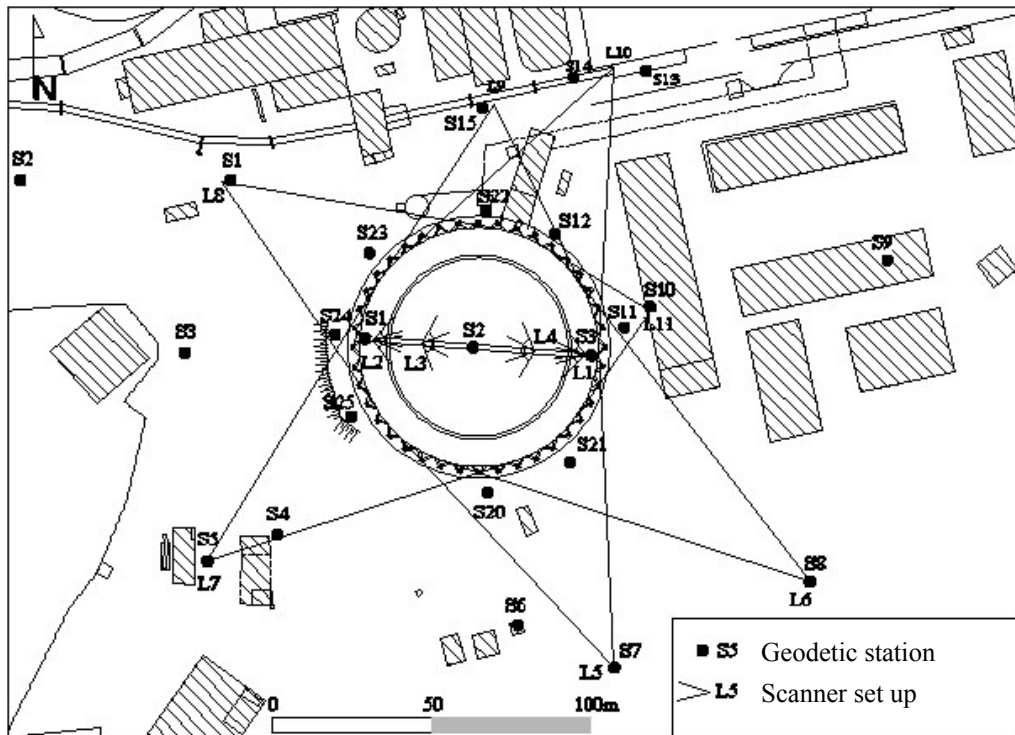 L10
S14
S13
N
L9
S15
S2
S1
L8
S22
S12
S23
S9
S10
S24
S1
S11
L11
S2
L4
S3
S3
L2
L3
L1
S25
S21
S20
S4
S5
L7
S8
L6
S6
S7
L5
S5 Geodetic station
L5 Scanner set up
0 50 100m